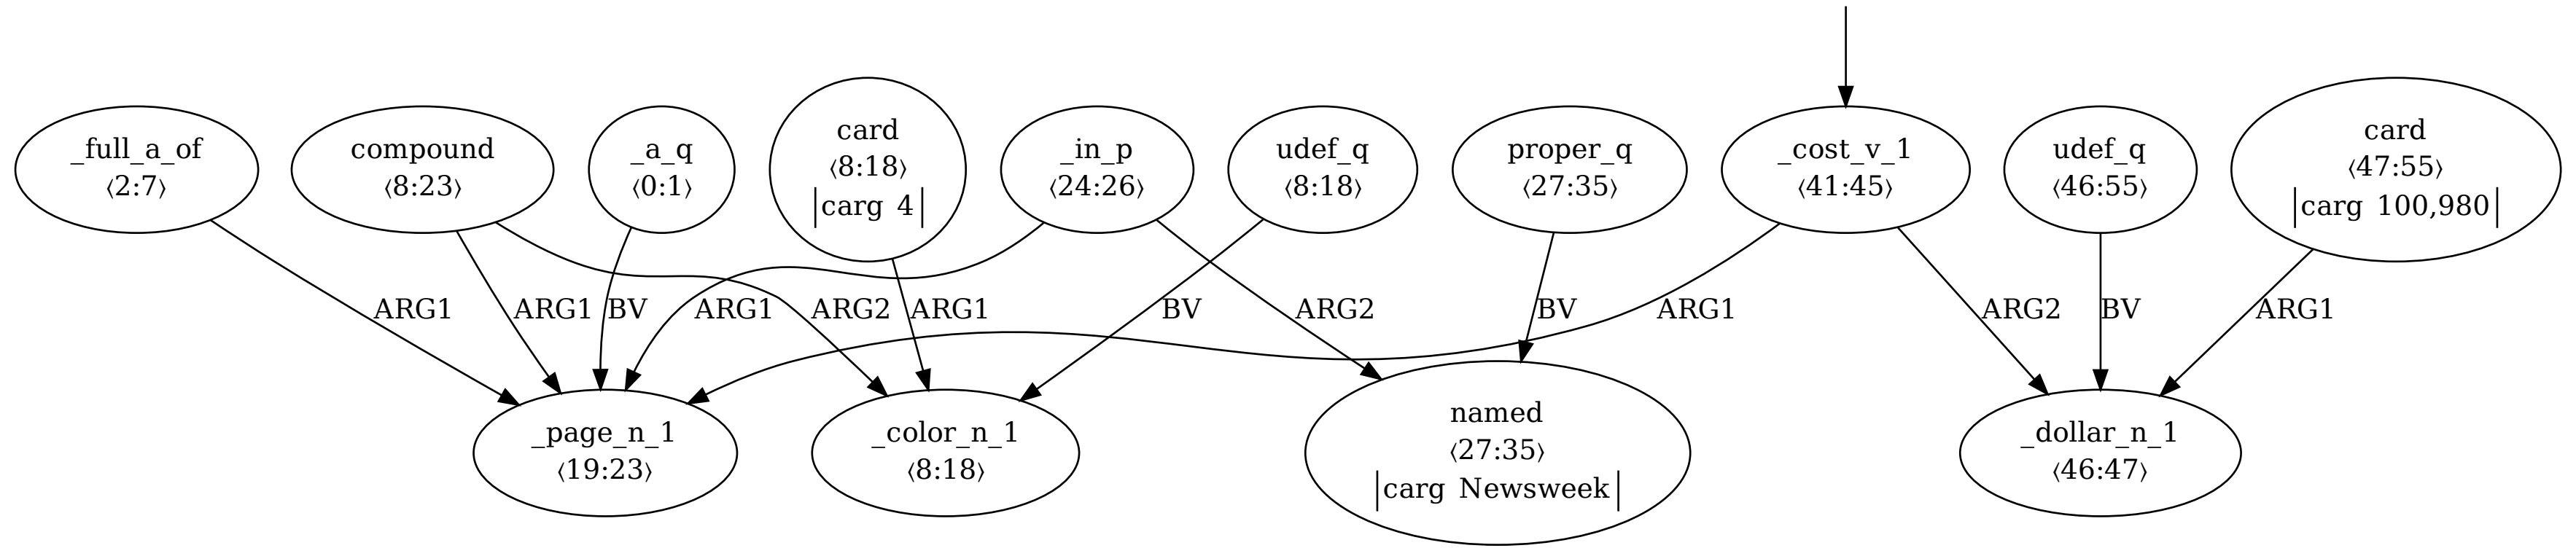 _full_a_of
⟨2:7⟩
compound
⟨8:23⟩
_a_q
⟨0:1⟩
card
⟨8:18⟩
|carg 4|
_in_p
⟨24:26⟩
udef_q
⟨8:18⟩
proper_q
⟨27:35⟩
_cost_v_1
⟨41:45⟩
udef_q
⟨46:55⟩
card
⟨47:55⟩
|carg 100,980|
ARG1
ARG1
BV
ARG1
ARG2
ARG1
BV
ARG2
BV
ARG1
ARG2
BV
ARG1
_page_n_1
⟨19:23⟩
_color_n_1
⟨8:18⟩
named
⟨27:35⟩
|carg Newsweek|
_dollar_n_1
⟨46:47⟩